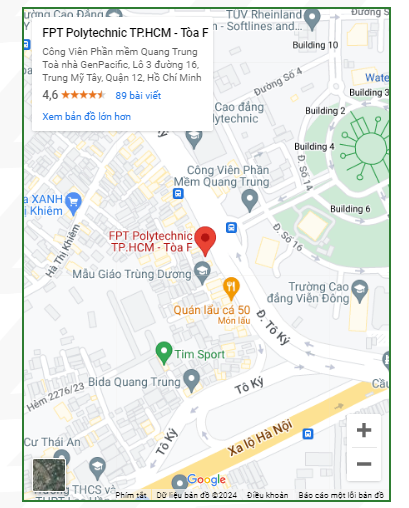 Trường Cao Đẳng
FPT Polytechnic TP.HCM - Tòa F
Công Viên Phần mềm Quang Trung
Toà nhà GenPacific, Lô 3 đường 16,
Trung Mỹ Tây, Quận 12, Hồ Chí Minh
4,6
89 bài viết
Xem bản đồ lớn hơn
TÜV Rheinland
- Softlines and...
Building 10
Đường Số 4
Wate
Building 3
Building 2
Cao đẳng
lytechnic
Building 4
Công Viên Phần
Mềm Quang Trung
Đ. Số 14
a XANH
Khiêm
Building 6
Hà Thị Khiêm
FPT Polytechnic
TP.HCM - Tòa F
Đ. Số 16
Mẫu Giáo Trùng Dương
Trường Cao
đẳng Viễn Đông
Quán lẩu cá 50
Món lẩu
Đ. Tô Ký
Tim Sport
Bida Quang Trung
Tô Ký
Cầu
Hẻm 2276/23
Xa lộ Hà Nội
Tô Ký
Cư Thái An
Google
THCS và
Phím tắt
Dữ liệu bản đồ ©2024
Điều khoản
Báo cáo một lỗi bản đồ